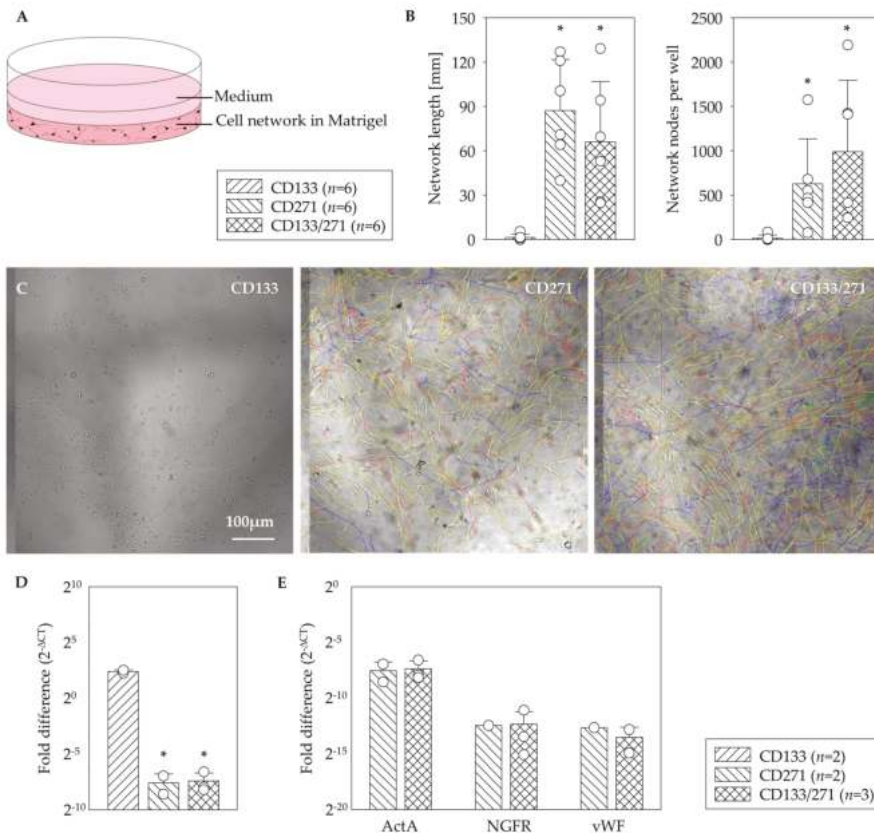 A
Medium
Cell network in Matrigel
CD133 (n=6)
CD271 (n=6)
CD133/271 (n=6)
B
Network length [mm]
150
120
90
60
30
0
*
*
Network nodes per well
2500
2000
1500
1000
500
0
*
*
C
CD133
100µm
CD271
CD133/271
D
Fold difference (2^-ΔCT)
2^10
2^5
2^0
2^-5
2^-10
*
*
E
Fold difference (2^-ΔCT)
2^0
2^-5
2^-10
2^-15
2^-20
ActA
NGFR
vWF
CD133 (n=2)
CD271 (n=2)
CD133/271 (n=3)